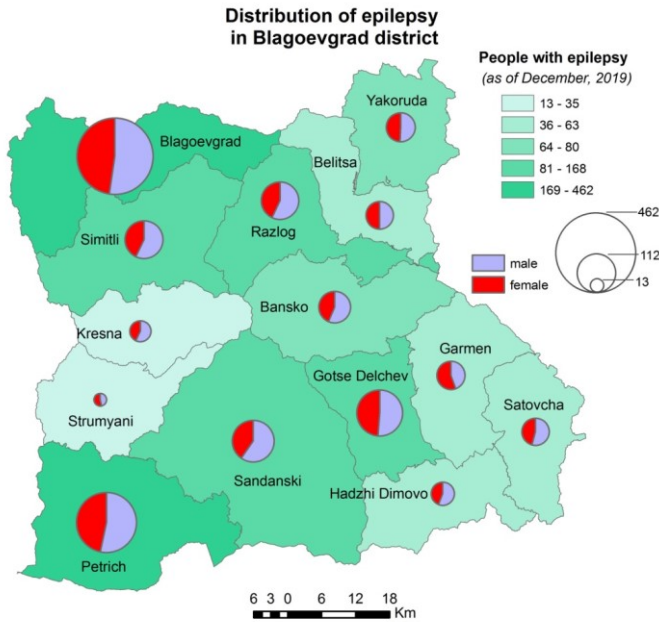 Distribution of epilepsy
in Blagoevgrad district
People with epilepsy
(as of December, 2019)
13 - 35
36 - 63
64 - 80
81 - 168
169 - 462
462
112
13
male
female
Yakoruda
Blagoevgrad
Belitsa
Simitli
Razlog
Bansko
Kresna
Garmen
Gotse Delchev
Satovcha
Strumyani
Sandanski
Hadzhi Dimovo
Petrich
6 3 0 6 12 18
Km